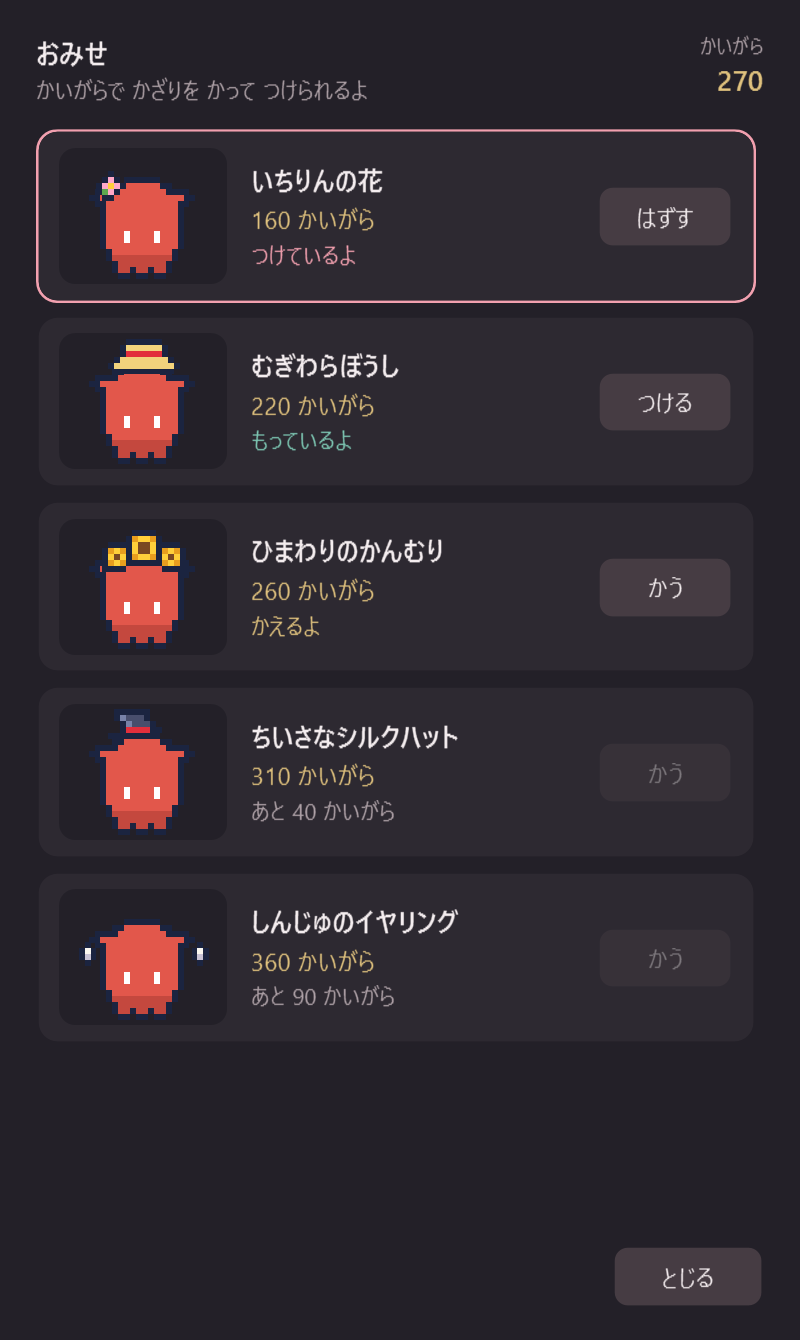 おみせ
かいがらで かざりを かって つけられるよ
かいがら
270
いちりんの花
160 かいがら
つけているよ
はずす
むぎわらぼうし
220 かいがら
もっているよ
つける
ひまわりのかんむり
260 かいがら
かえるよ
かう
ちいさなシルクハット
310 かいがら
あと 40 かいがら
かう
しんじゅのイヤリング
360 かいがら
あと 90 かいがら
かう
とじる